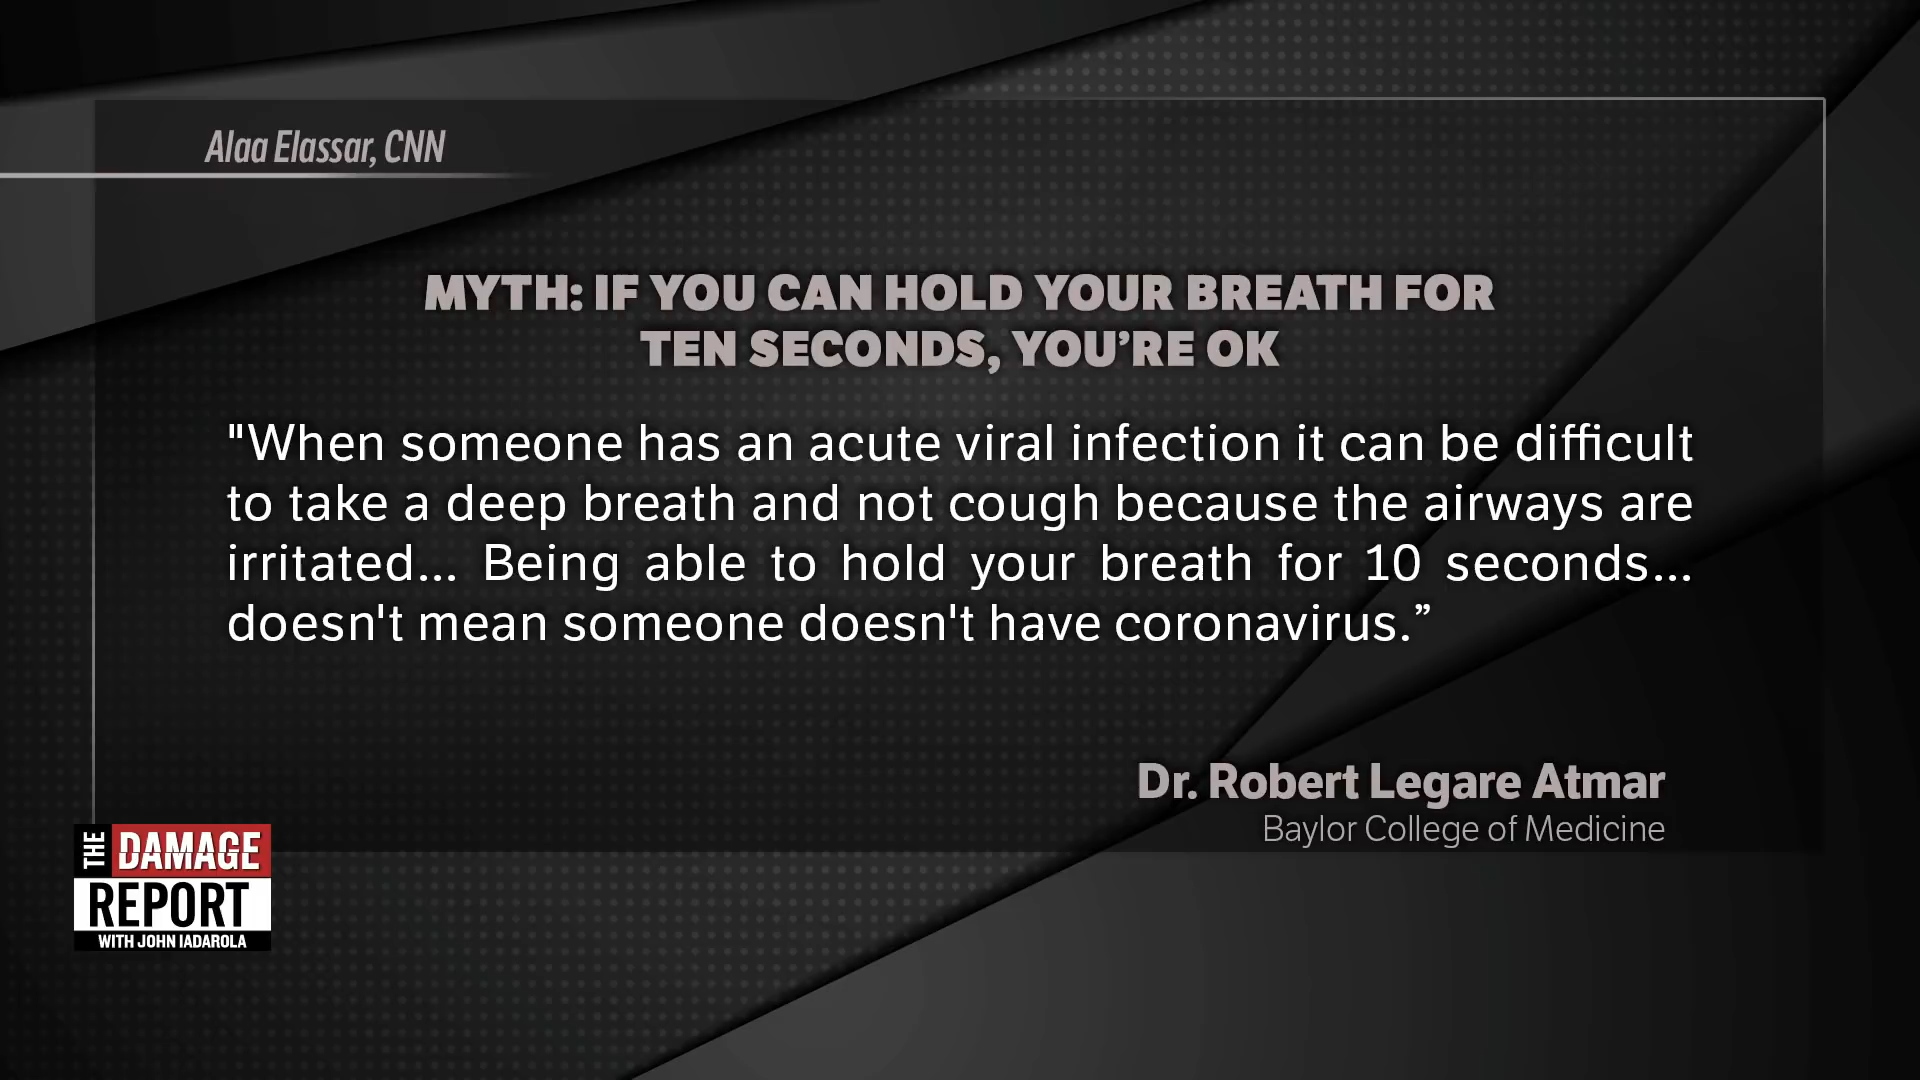 Alaa Elassar, CNN
MYTH: IF YOU CAN HOLD YOUR BREATH FOR
TEN SECONDS, YOU’RE OK
"When someone has an acute viral infection it can be difficult
to take a deep breath and not cough because the airways are
irritated... Being able to hold your breath for 10 seconds...
doesn't mean someone doesn't have coronavirus.”
Dr. Robert Legare Atmar
Baylor College of Medicine
THE DAMAGE
REPORT
WITH JOHN IADAROLA